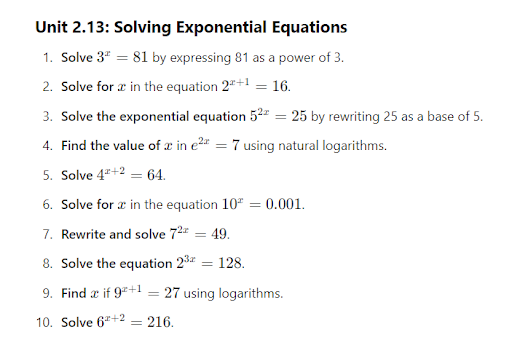 Unit 2.13: Solving Exponential Equations
1. Solve 3^x = 81 by expressing 81 as a power of 3.
2. Solve for x in the equation 2^{x+1} = 16.
3. Solve the exponential equation 5^{2x} = 25 by rewriting 25 as a base of 5.
4. Find the value of x in e^{2x} = 7 using natural logarithms.
5. Solve 4^{x+2} = 64.
6. Solve for x in the equation 10^x = 0.001.
7. Rewrite and solve 7^{2x} = 49.
8. Solve the equation 2^{3x} = 128.
9. Find x if 9^{x+1} = 27 using logarithms.
10. Solve 6^{x+2} = 216.